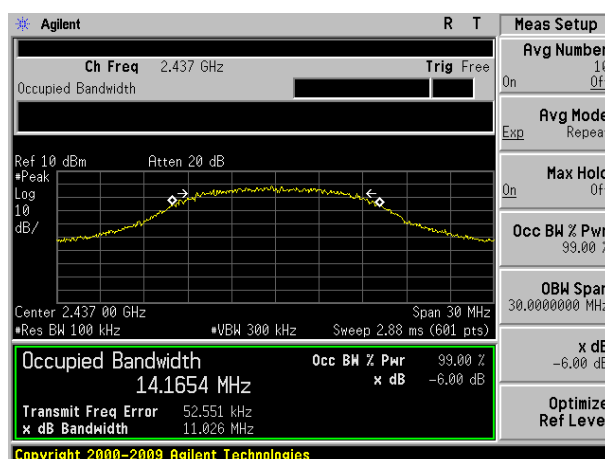 Agilent R T Meas Setup
Avg Number
10
On Of
Ch Freq 2.437 GHz Trig Free
Occupied Bandwidth
Avg Mode
Exp Repea
Ref 10 dBm Atten 20 dB
#Peak
Log
10
dB/
Max Hold
On Of
Occ BW % Pwr
99.00 %
OBW Span
30.0000000 MHz
Center 2.437 00 GHz Span 30 MHz
#Res BW 100 kHz #VBW 300 kHz Sweep 2.88 ms (601 pts)
x dB
-6.00 dB
Occupied Bandwidth Occ BW % Pwr 99.00 %
14.1654 MHz x dB -6.00 dB
Transmit Freq Error 52.551 kHz
x dB Bandwidth 11.026 MHz
Optimize
Ref Level
Copyright 2000-2009 Agilent Technologies